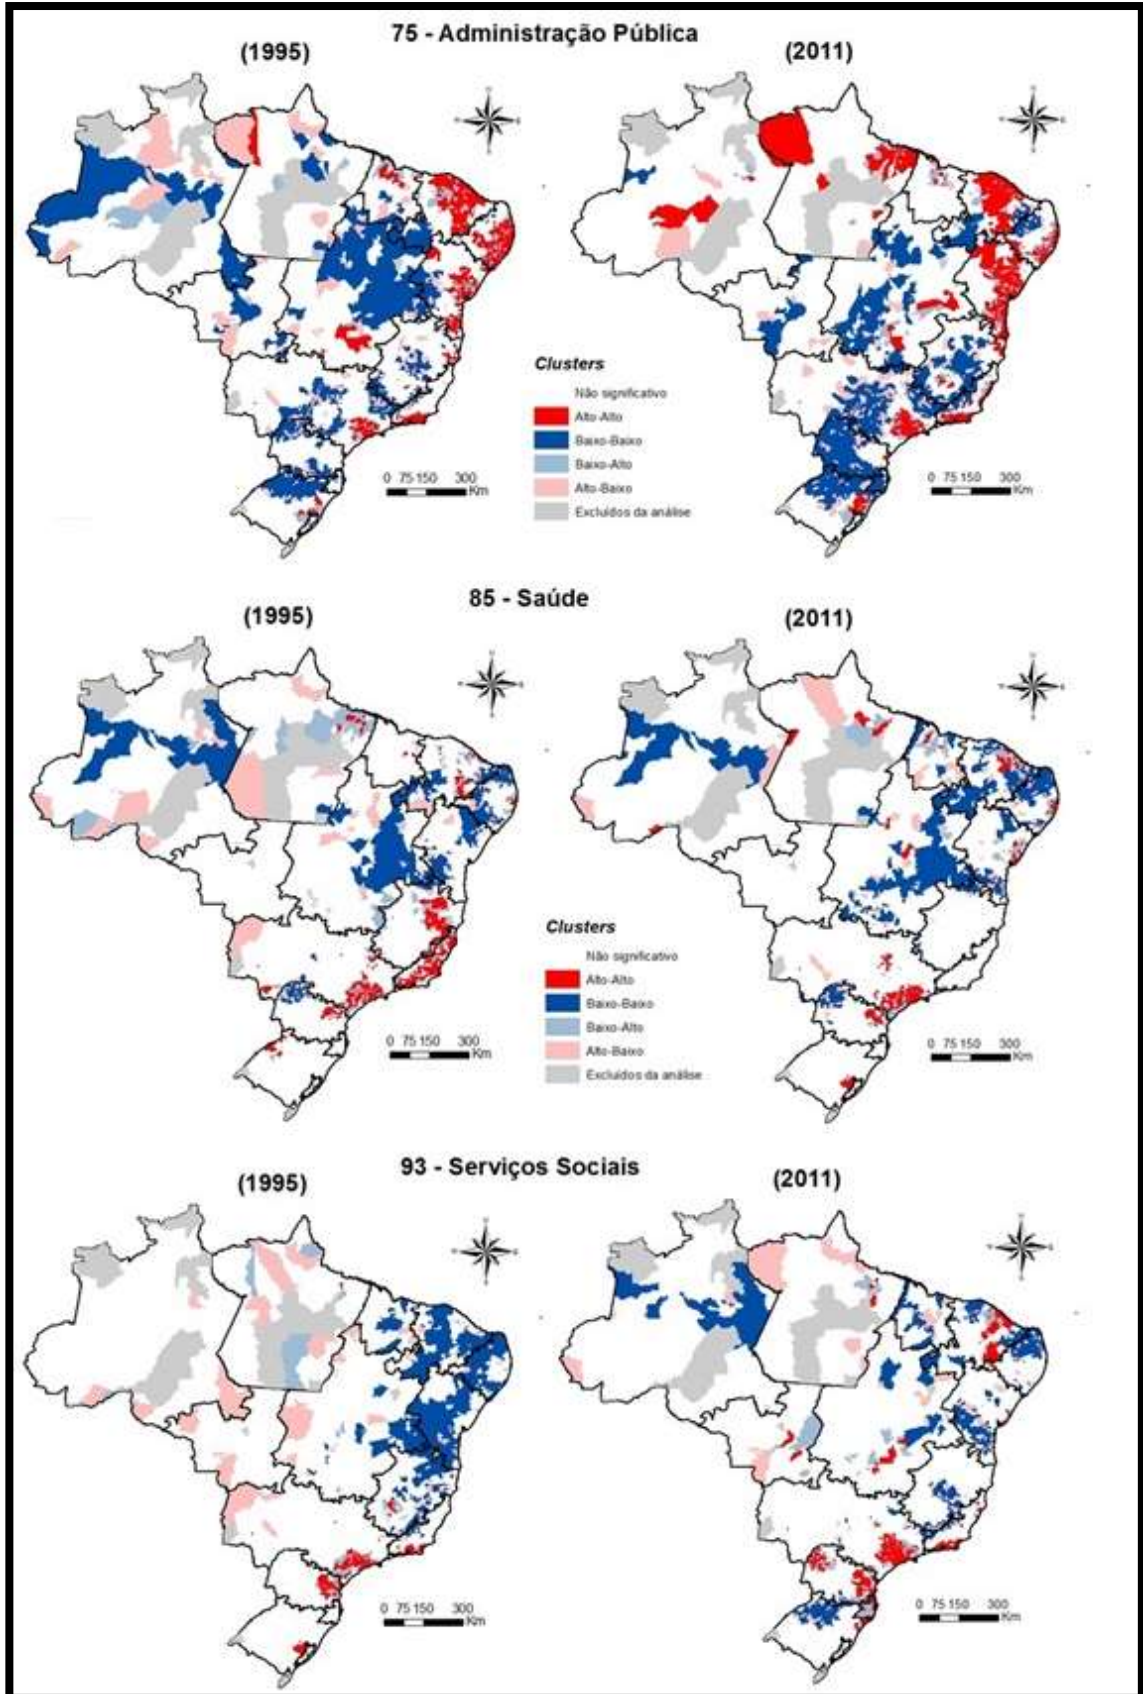 75 - Administração Pública
(1995)
(2011)
Clusters
Não significativo
Alto-Alto
Baixo-Baixo
Baixo-Alto
Alto-Baixo
Excluídos da análise
0 75 150 300
Km
0 75 150 300
Km
85 - Saúde
(1995)
(2011)
Clusters
Não significativo
Alto-Alto
Baixo-Baixo
Baixo-Alto
Alto-Baixo
Excluídos da análise
0 75 150 300
Km
0 75 150 300
Km
93 - Serviços Sociais
(1995)
(2011)
0 75 150 300
Km
0 75 150 300
Km